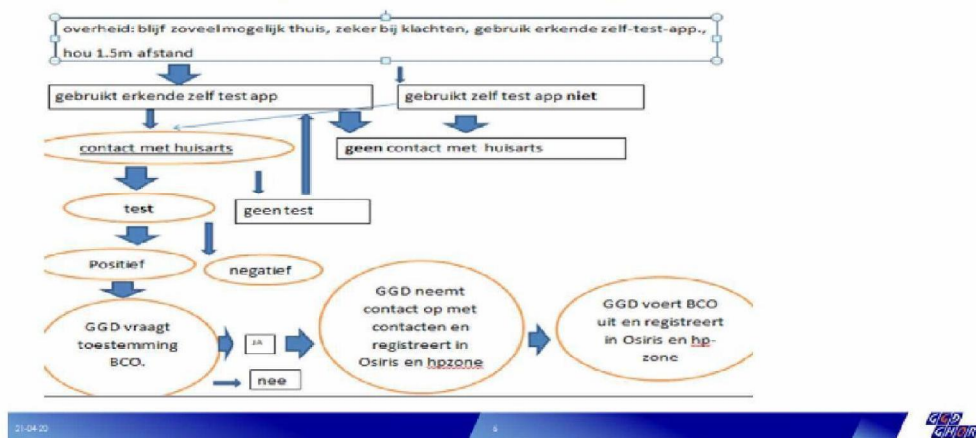 overheid: blijf zoveel mogelijk thuis, zeker bij klachten, gebruik erkende zelf-test-app.,
hou 1.5m afstand
gebruikt erkende zelf test app
gebruikt zelf test app niet
contact met huisarts
geen contact met huisarts
test
geen test
Positief
negatief
GGD vraagt
toestemming
BCO.
JA
nee
GGD neemt
contact op met
contacten en
registreert in
Osiris en hpzone
GGD voert BCO
uit en registreert
in Osiris en hp-
zone
21-04-20
6
GGD
GHOR